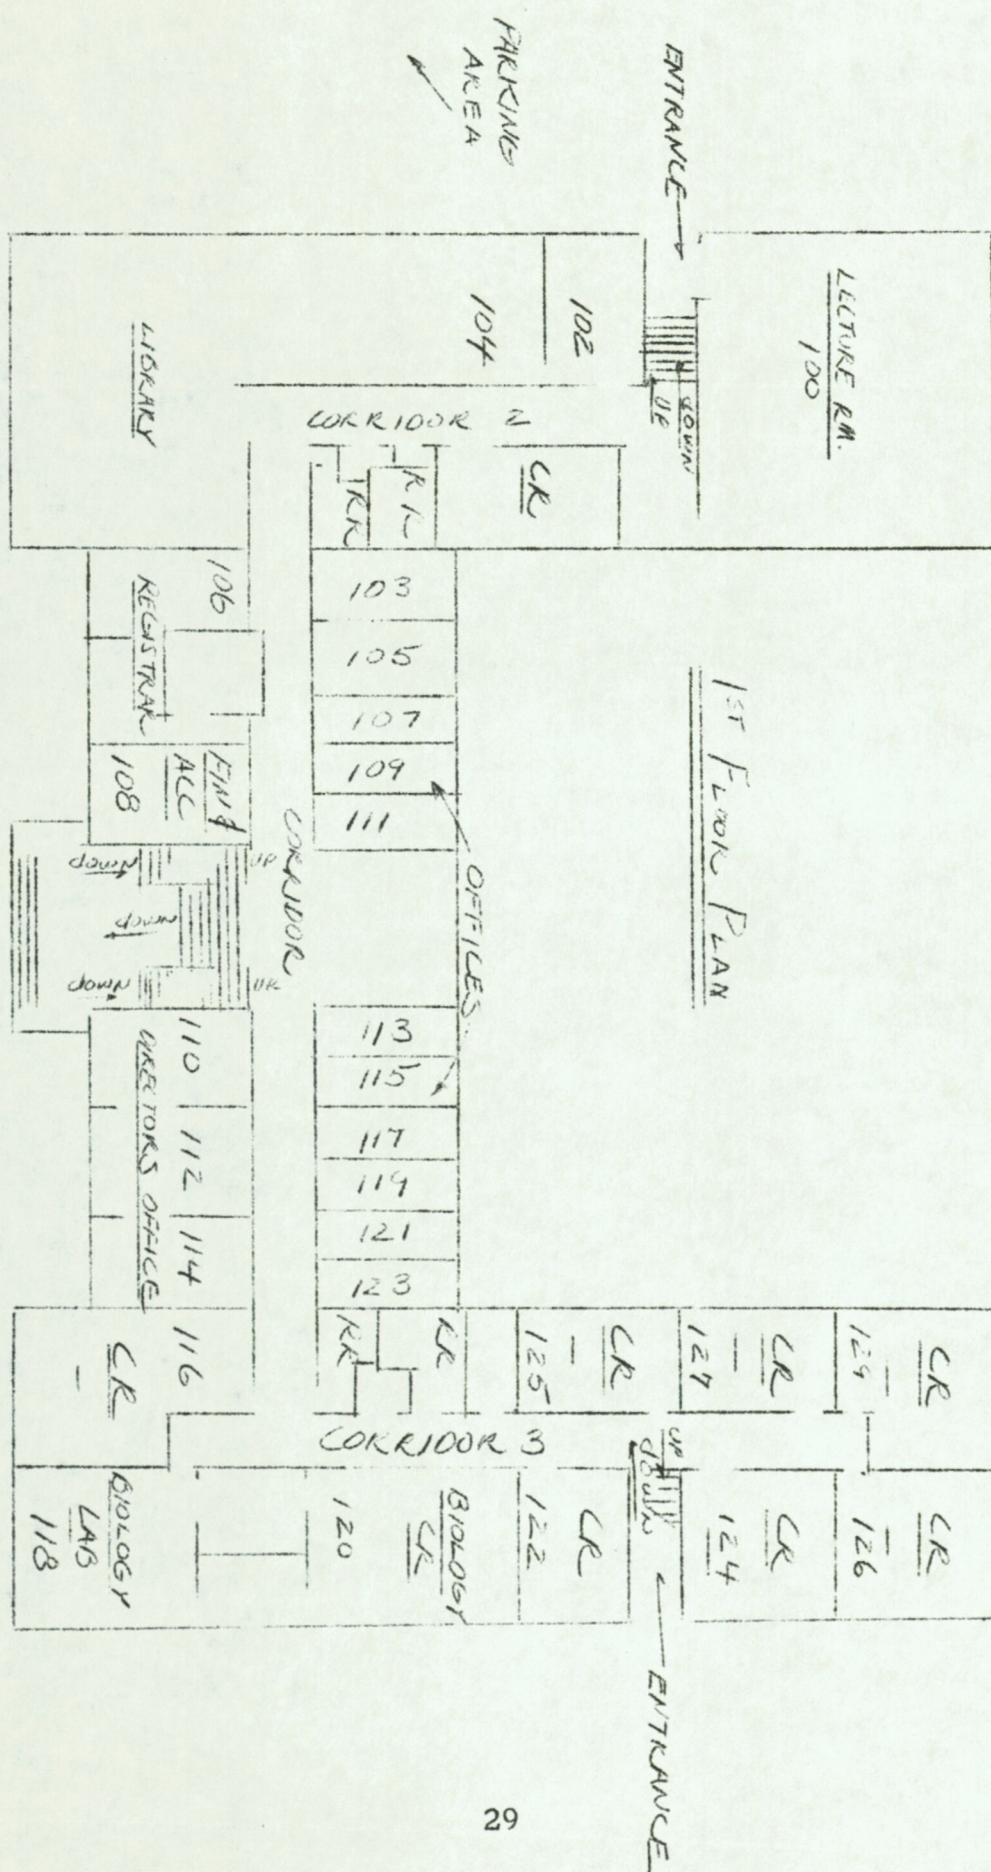 PARKING
AREA
ENTRANCE
LECTURE RM.
100
102
104
LIBRARY
UP
DOWN
CORRIDOR 2
CR
RR
RR
103
105
107
109
111
106
REGISTRAR
FIN &
108
CORRIDOR
OFFICES
1ST FLOOR PLAN
UP
DOWN
DOWN
DOWN
UP
110
112
114
DIRECTORS OFFICE
113
115
117
119
121
123
116
CR
RR
RR
CR
125
CR
127
CR
129
CORRIDOR 3
UP
DOWN
BIOLOGY
LAB
118
120
BIOLOGY
CR
CR
122
CR
124
CR
126
ENTRANCE
29